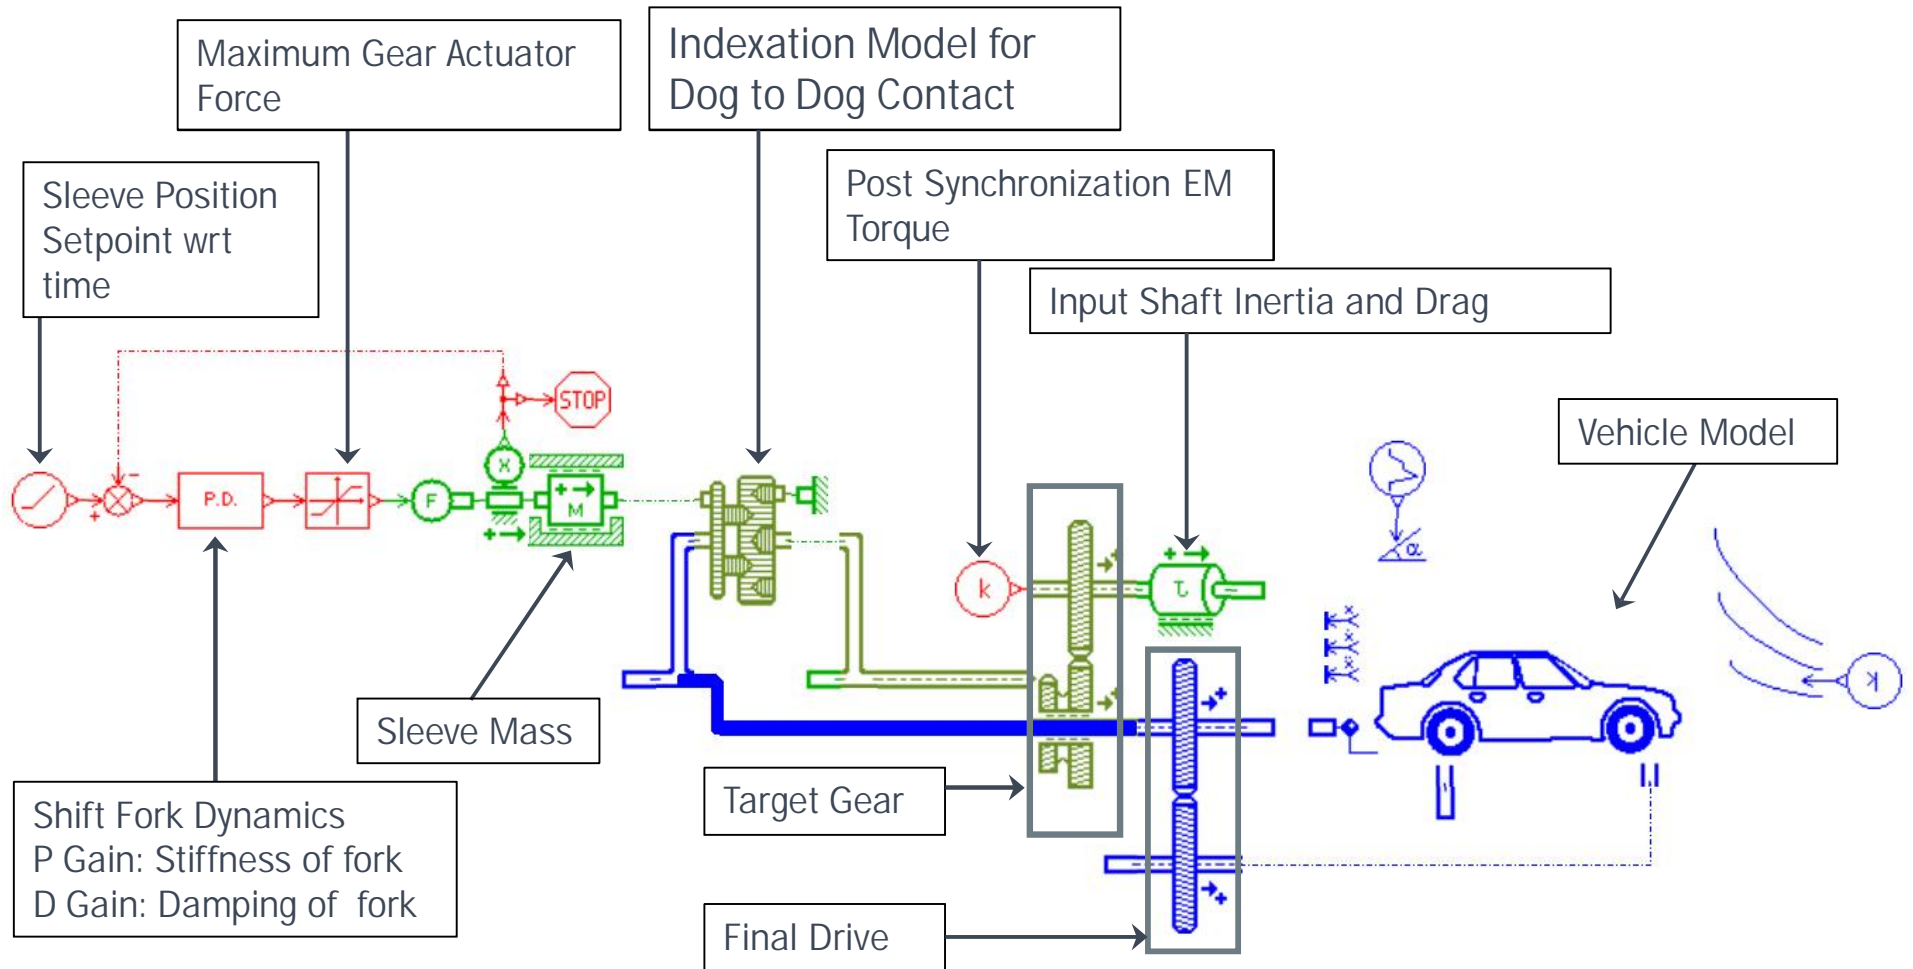 Maximum Gear Actuator
Force
Indexation Model for
Dog to Dog Contact
Sleeve Position
Setpoint wrt
time
Post Synchronization EM
Torque
Input Shaft Inertia and Drag
Vehicle Model
STOP
X
P.D.
F
M
k
τ
α
k
Sleeve Mass
Target Gear
Shift Fork Dynamics
P Gain: Stiffness of fork
D Gain: Damping of fork
Final Drive